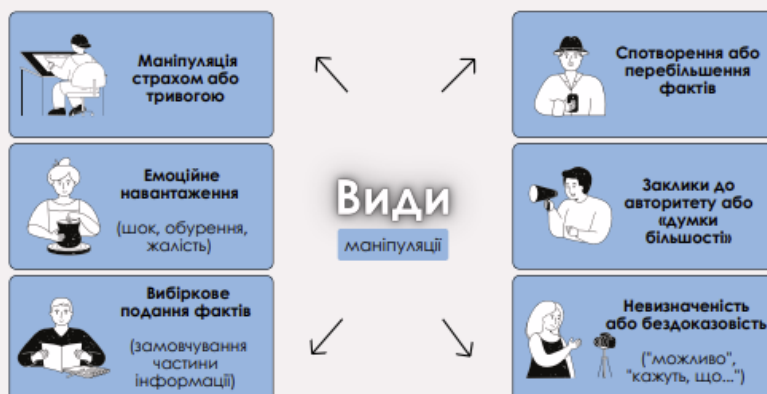 Маніпуляція
страхом або
тривогою
Емоційне
навантаження
(шок, обурення,
жалість)
Вибіркове
подання фактів
(замовчування
частини
інформації)
Види
маніпуляції
Спотворення або
перебільшення
фактів
Заклики до
авторитету або
«думки
більшості»
Невизначеність
або бездоказовість
("можливо",
"кажуть, що...")